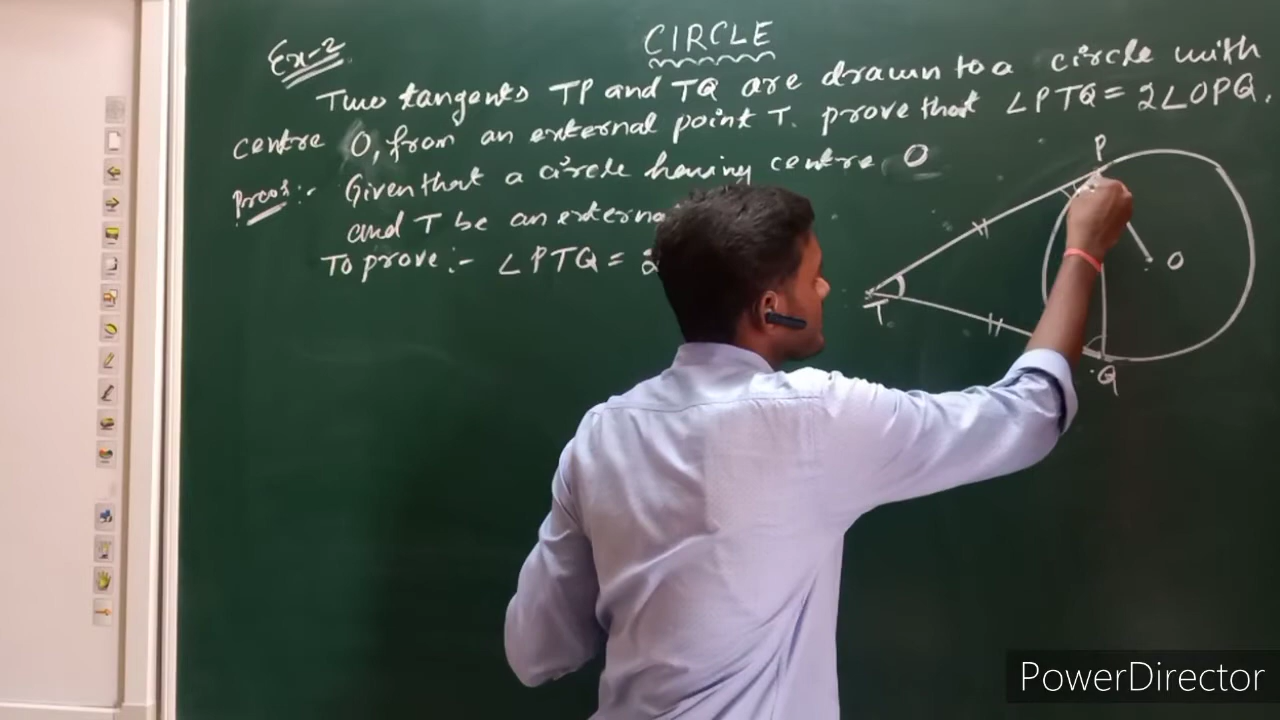 CIRCLE
Ex-2
Two tangents TP and TQ are drawn to a circle with
centre O, from an external point T. prove that ∠PTQ = 2∠OPQ.
Proof:- Given that a circle having centre O
and T be an externa
To prove:- ∠PTQ = 2
P
O
T
Q
PowerDirector